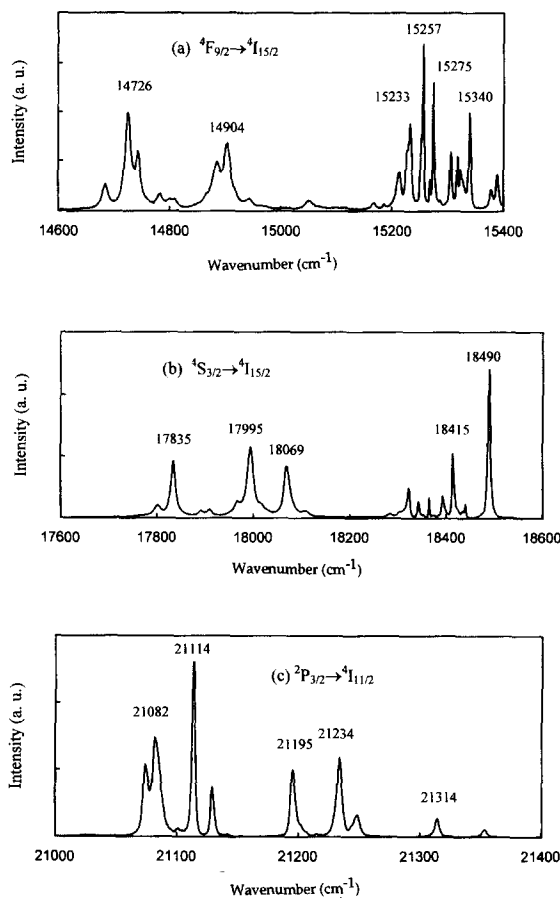 (a) ⁴F₉/₂→⁴I₁₅/₂
15257
15275
14726
15233
15340
14904
Intensity (a. u.)
14600 14800 15000 15200 15400
Wavenumber (cm⁻¹)
(b) ⁴S₃/₂→⁴I₁₅/₂
18490
17995
18415
17835
18069
Intensity (a. u.)
17600 17800 18000 18200 18400 18600
Wavenumber (cm⁻¹)
21114
(c) ²P₃/₂→⁴I₁₁/₂
21082
21234
21195
21314
Intensity (a. u.)
21000 21100 21200 21300 21400
Wavenumber (cm⁻¹)